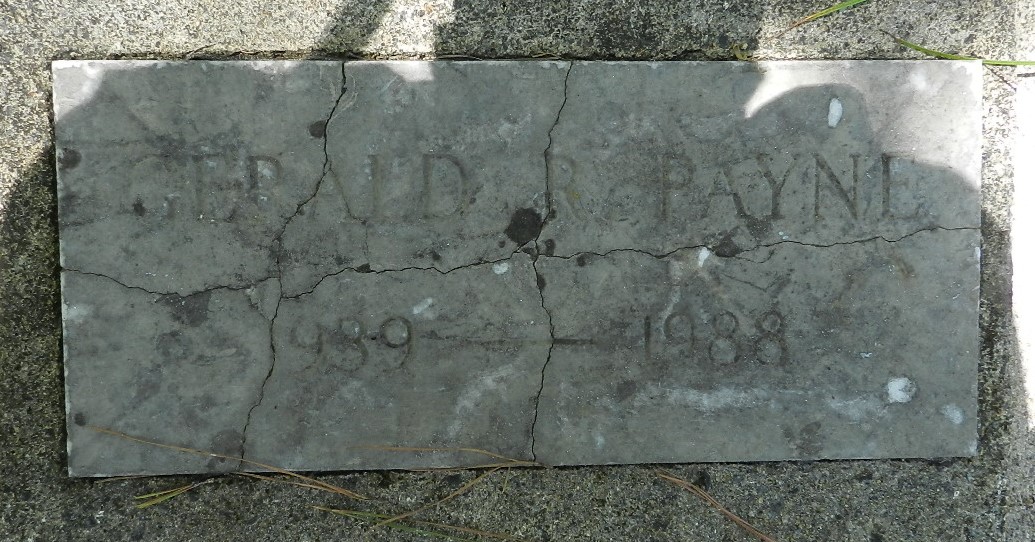 GERALD R. PAYNE
1939 — 1988